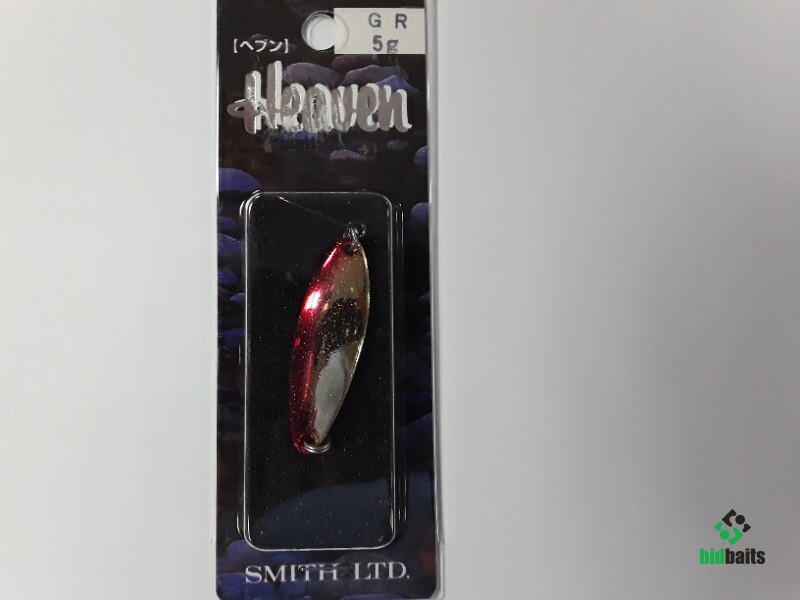 GR
5g
【ヘブン】
Heaven
SMITH LTD.
bidbaits